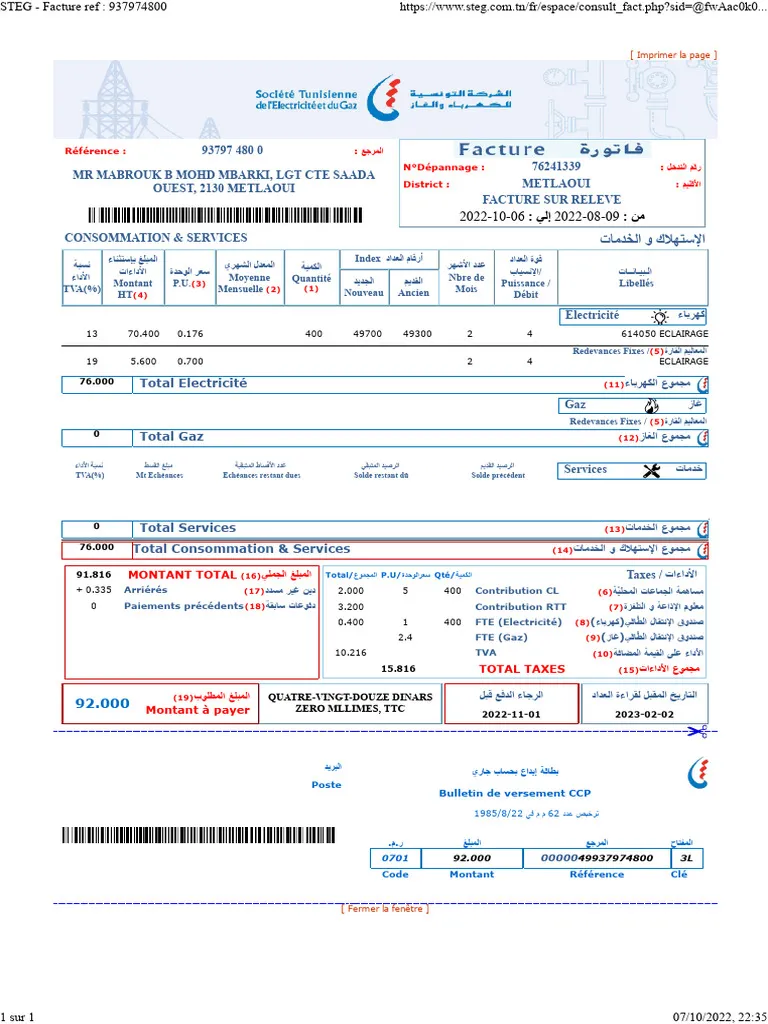 STEG - Facture ref : 937974800 https://www.steg.com.tn/fr/espace/consult_fact.php?sid=@fwAac0k0...
[ Imprimer la page ]
Société Tunisienne الشركة التونسية
de l'Electricité et du Gaz للكهرباء والغاز
Référence : 93797 480 0 المرجع :
MR MABROUK B MOHD MBARKI, LGT CTE SAADA
OUEST, 2130 METLAOUI
Facture فاتورة
N°Dépannage : 76241339 رقم التدخل :
District : METLAOUI الأقليم :
FACTURE SUR RELEVE
من : 2022-08-09 إلي : 2022-10-06
CONSOMMATION & SERVICES الإستهلاك و الخدمات
نسبة الأداء TVA(%)
المبلغ بإستثناء الأداءات Montant HT(4)
سعر الوحدة P.U.(3)
المعدل الشهري Moyenne Mensuelle (2)
الكمية Quantité (1)
Index أرقام العداد
الجديد Nouveau
القديم Ancien
عدد الأشهر Nbre de Mois
قوة العداد /الإنسياب Puissance / Débit
البيانات Libellés
Electricité كهرباء
13 70.400 0.176 400 49700 49300 2 4 614050 ECLAIRAGE
Redevances Fixes /(5)المعاليم القارة
19 5.600 0.700 2 4 ECLAIRAGE
76.000 Total Electricité (11)مجموع الكهرباء
Gaz غاز
Redevances Fixes / (5)المعاليم القارة
0 Total Gaz (12)مجموع الغاز
نسبة الأداء مبلغ القسط عدد الأقساط المتبقية الرصيد المتبقي الرصيد القديم
TVA(%) Mt Echéances Echéances restant dues Solde restant dû Solde précédent
Services خدمات
0 Total Services (13)مجموع الخدمات
76.000 Total Consommation & Services (14)مجموع الإستهلاك و الخدمات
91.816 MONTANT TOTAL (16)المبلغ الجملي
+ 0.335 Arriérés (17)دين غير مسدد
0 Paiements précédents(18)دفوعات سابقة
Total/المجموع P.U/سعرالوحدة Qté/الكمية Taxes / الأداءات
2.000 5 400 Contribution CL (6)مساهمة الجماعات المحلية
3.200 Contribution RTT (7)معلوم الإذاعة و التلفزة
0.400 1 400 FTE (Electricité) (8)صندوق الإنتقال الطاقي(كهرباء)
2.4 FTE (Gaz) (9)صندوق الإنتقال الطاقي(غاز)
10.216 TVA (10)الأداء على القيمة المضافة
15.816 TOTAL TAXES (15)مجموع الأداءات
92.000 (19)المبلغ المطلوب
Montant à payer
QUATRE-VINGT-DOUZE DINARS
ZERO MLLIMES, TTC
الرجاء الدفع قبل
2022-11-01
التاريخ المقبل لقراءة العداد
2023-02-02
البريد
Poste
بطاقة إيداع بحساب جاري
Bulletin de versement CCP
ترخيص عدد 62 م م في 1985/8/22
ر.م. المبلغ المرجع المفتاح
0701 92.000 0000049937974800 3L
Code Montant Référence Clé
[ Fermer la fenêtre ]
1 sur 1 07/10/2022, 22:35